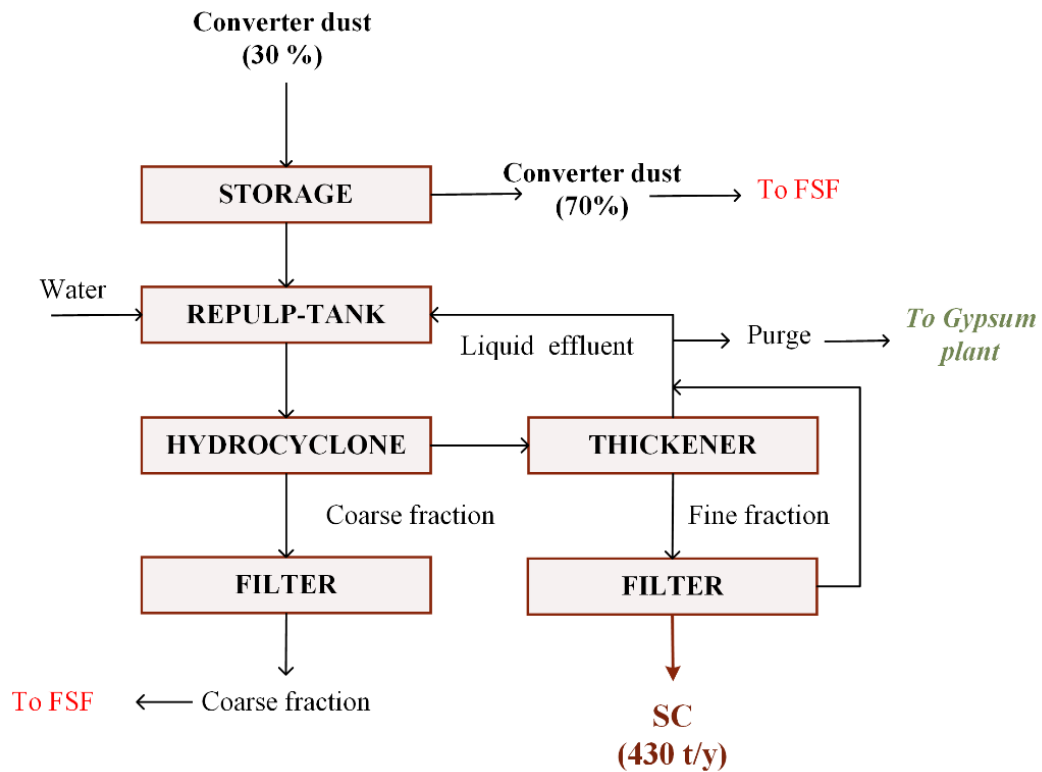 Converter dust
(30 %)
STORAGE
Converter dust
(70%)
To FSF
Water
REPULP-TANK
Liquid effluent
Purge
To Gypsum
plant
HYDROCYCLONE
THICKENER
Coarse fraction
Fine fraction
FILTER
FILTER
To FSF
Coarse fraction
SC
(430 t/y)